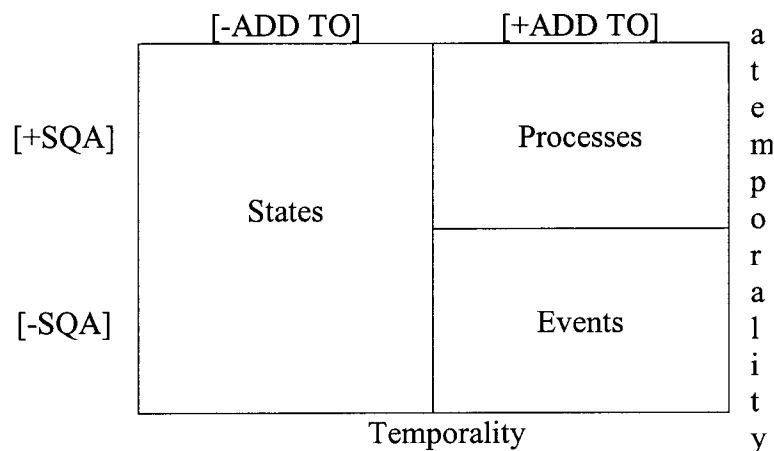 [-ADD TO] [+ADD TO]
[+SQA]
Processes
States
[-SQA]
Events
Temporality
atemporality